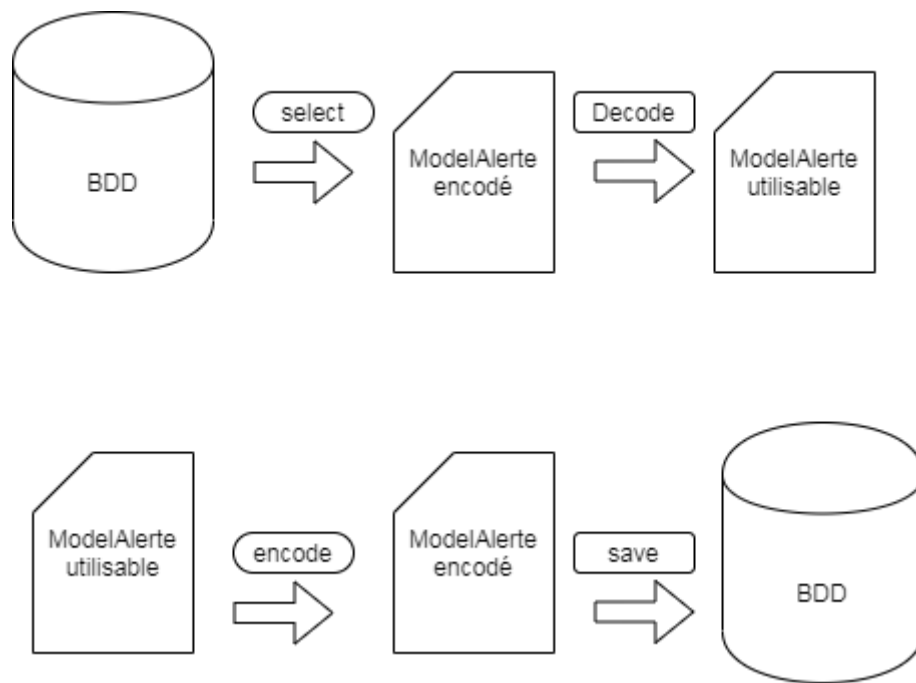 select
Decode
BDD
ModelAlerte
encodé
ModelAlerte
utilisable
ModelAlerte
utilisable
encode
ModelAlerte
encodé
save
BDD